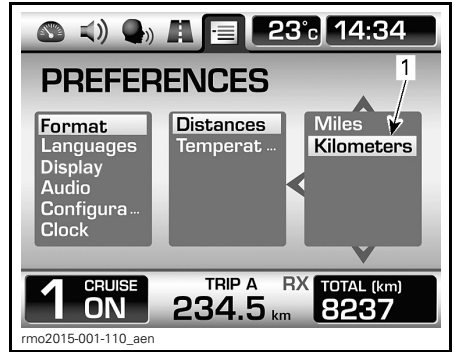 23°c 14:34
1
PREFERENCES
Format
Languages
Display
Audio
Configura ...
Clock
Distances
Temperat ...
Miles
Kilometers
1 CRUISE ON
TRIP A RX
234.5 km
TOTAL (km)
8237
rmo2015-001-110_aen